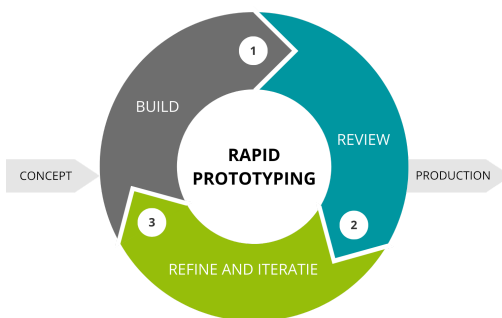 1
BUILD
REVIEW
RAPID
PROTOTYPING
CONCEPT
PRODUCTION
3
2
REFINE AND ITERATIE